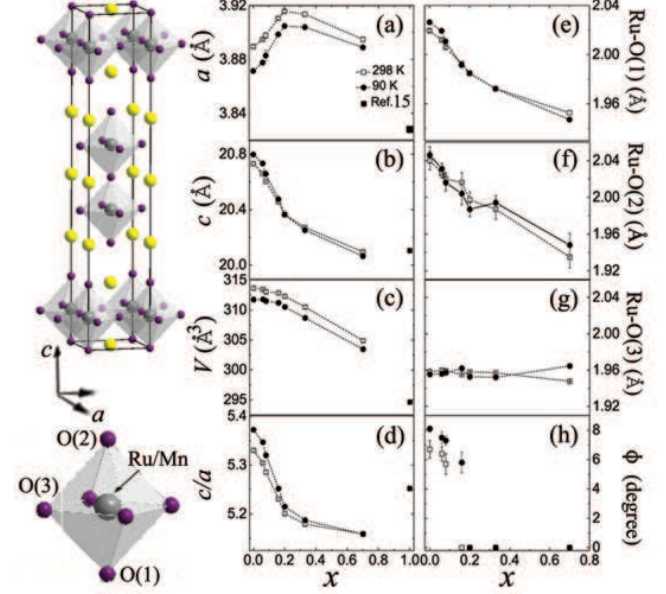 3.92
3.88
3.84
a (Å)
(a)
298 K
90 K
Ref.15
(e)
2.04
2.00
1.96
Ru-O(1) (Å)
20.8
20.4
20.0
c (Å)
(b)
(f)
2.04
2.00
1.96
1.92
Ru-O(2) (Å)
315
310
305
300
295
V (Å3)
(c)
(g)
2.04
2.00
1.96
1.92
Ru-O(3) (Å)
5.4
5.3
5.2
c/a
(d)
(h)
8
6
4
2
0
Φ (degree)
0.0 0.2 0.4 0.6 0.8 1.0
x
0.0 0.2 0.4 0.6 0.8
x
c
a
O(2)
Ru/Mn
O(3)
O(1)